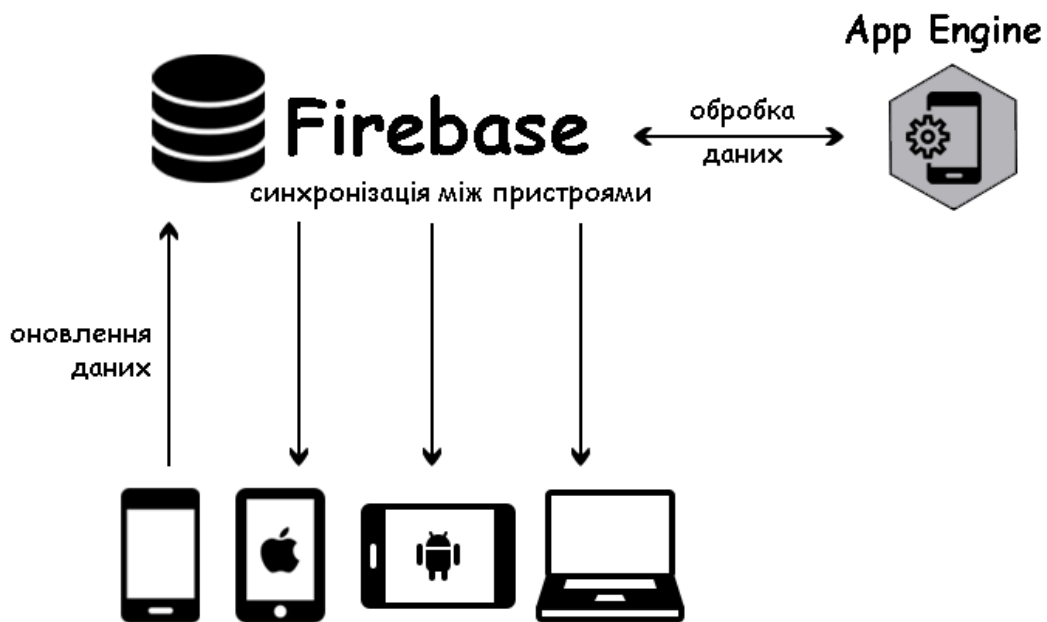 App Engine
Firebase
обробка
даних
синхронізація між пристроями
оновлення
даних